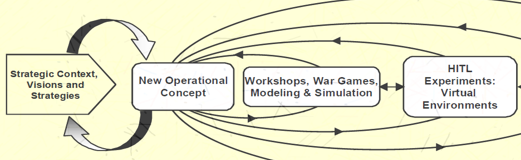 Strategic Context,
Visions and
Strategies
New Operational
Concept
Workshops, War Games,
Modeling & Simulation
HITL
Experiments:
Virtual
Environments